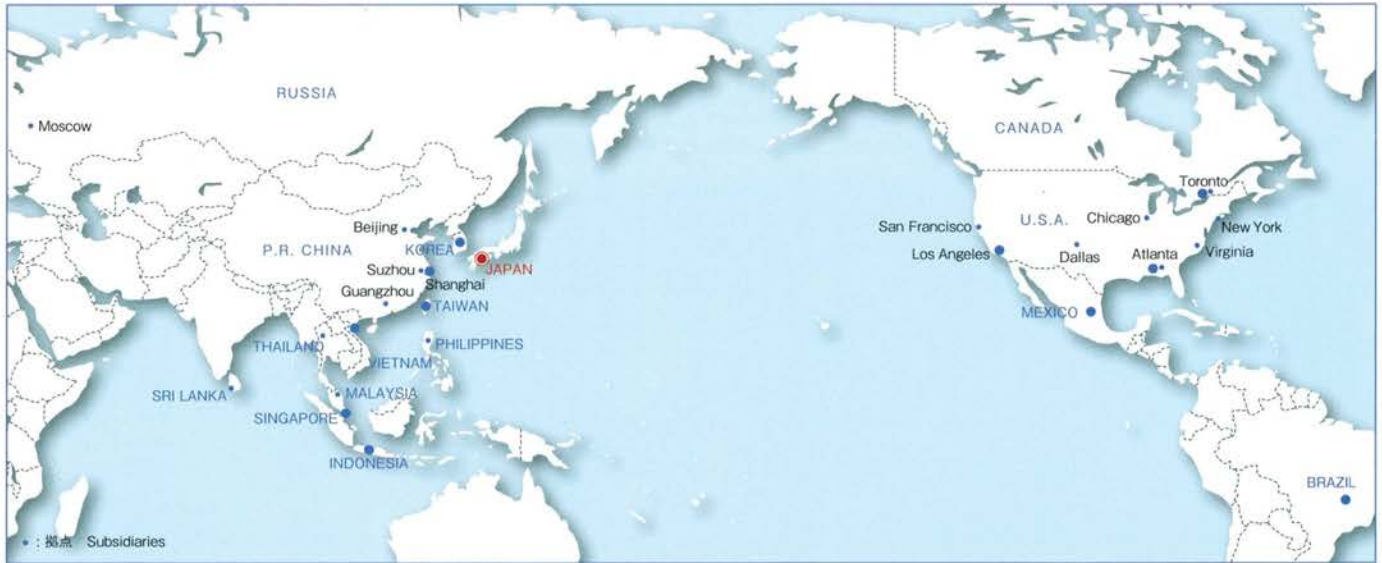 RUSSIA
Moscow
CANADA
Toronto
Beijing
KOREA
P.R. CHINA
JAPAN
Suzhou
Shanghai
Guangzhou
TAIWAN
San Francisco
U.S.A.
Chicago
New York
Los Angeles
Dallas
Atlanta
Virginia
MEXICO
THAILAND
VIETNAM
PHILIPPINES
SRI LANKA
MALAYSIA
SINGAPORE
INDONESIA
BRAZIL
• : 拠点 Subsidiaries